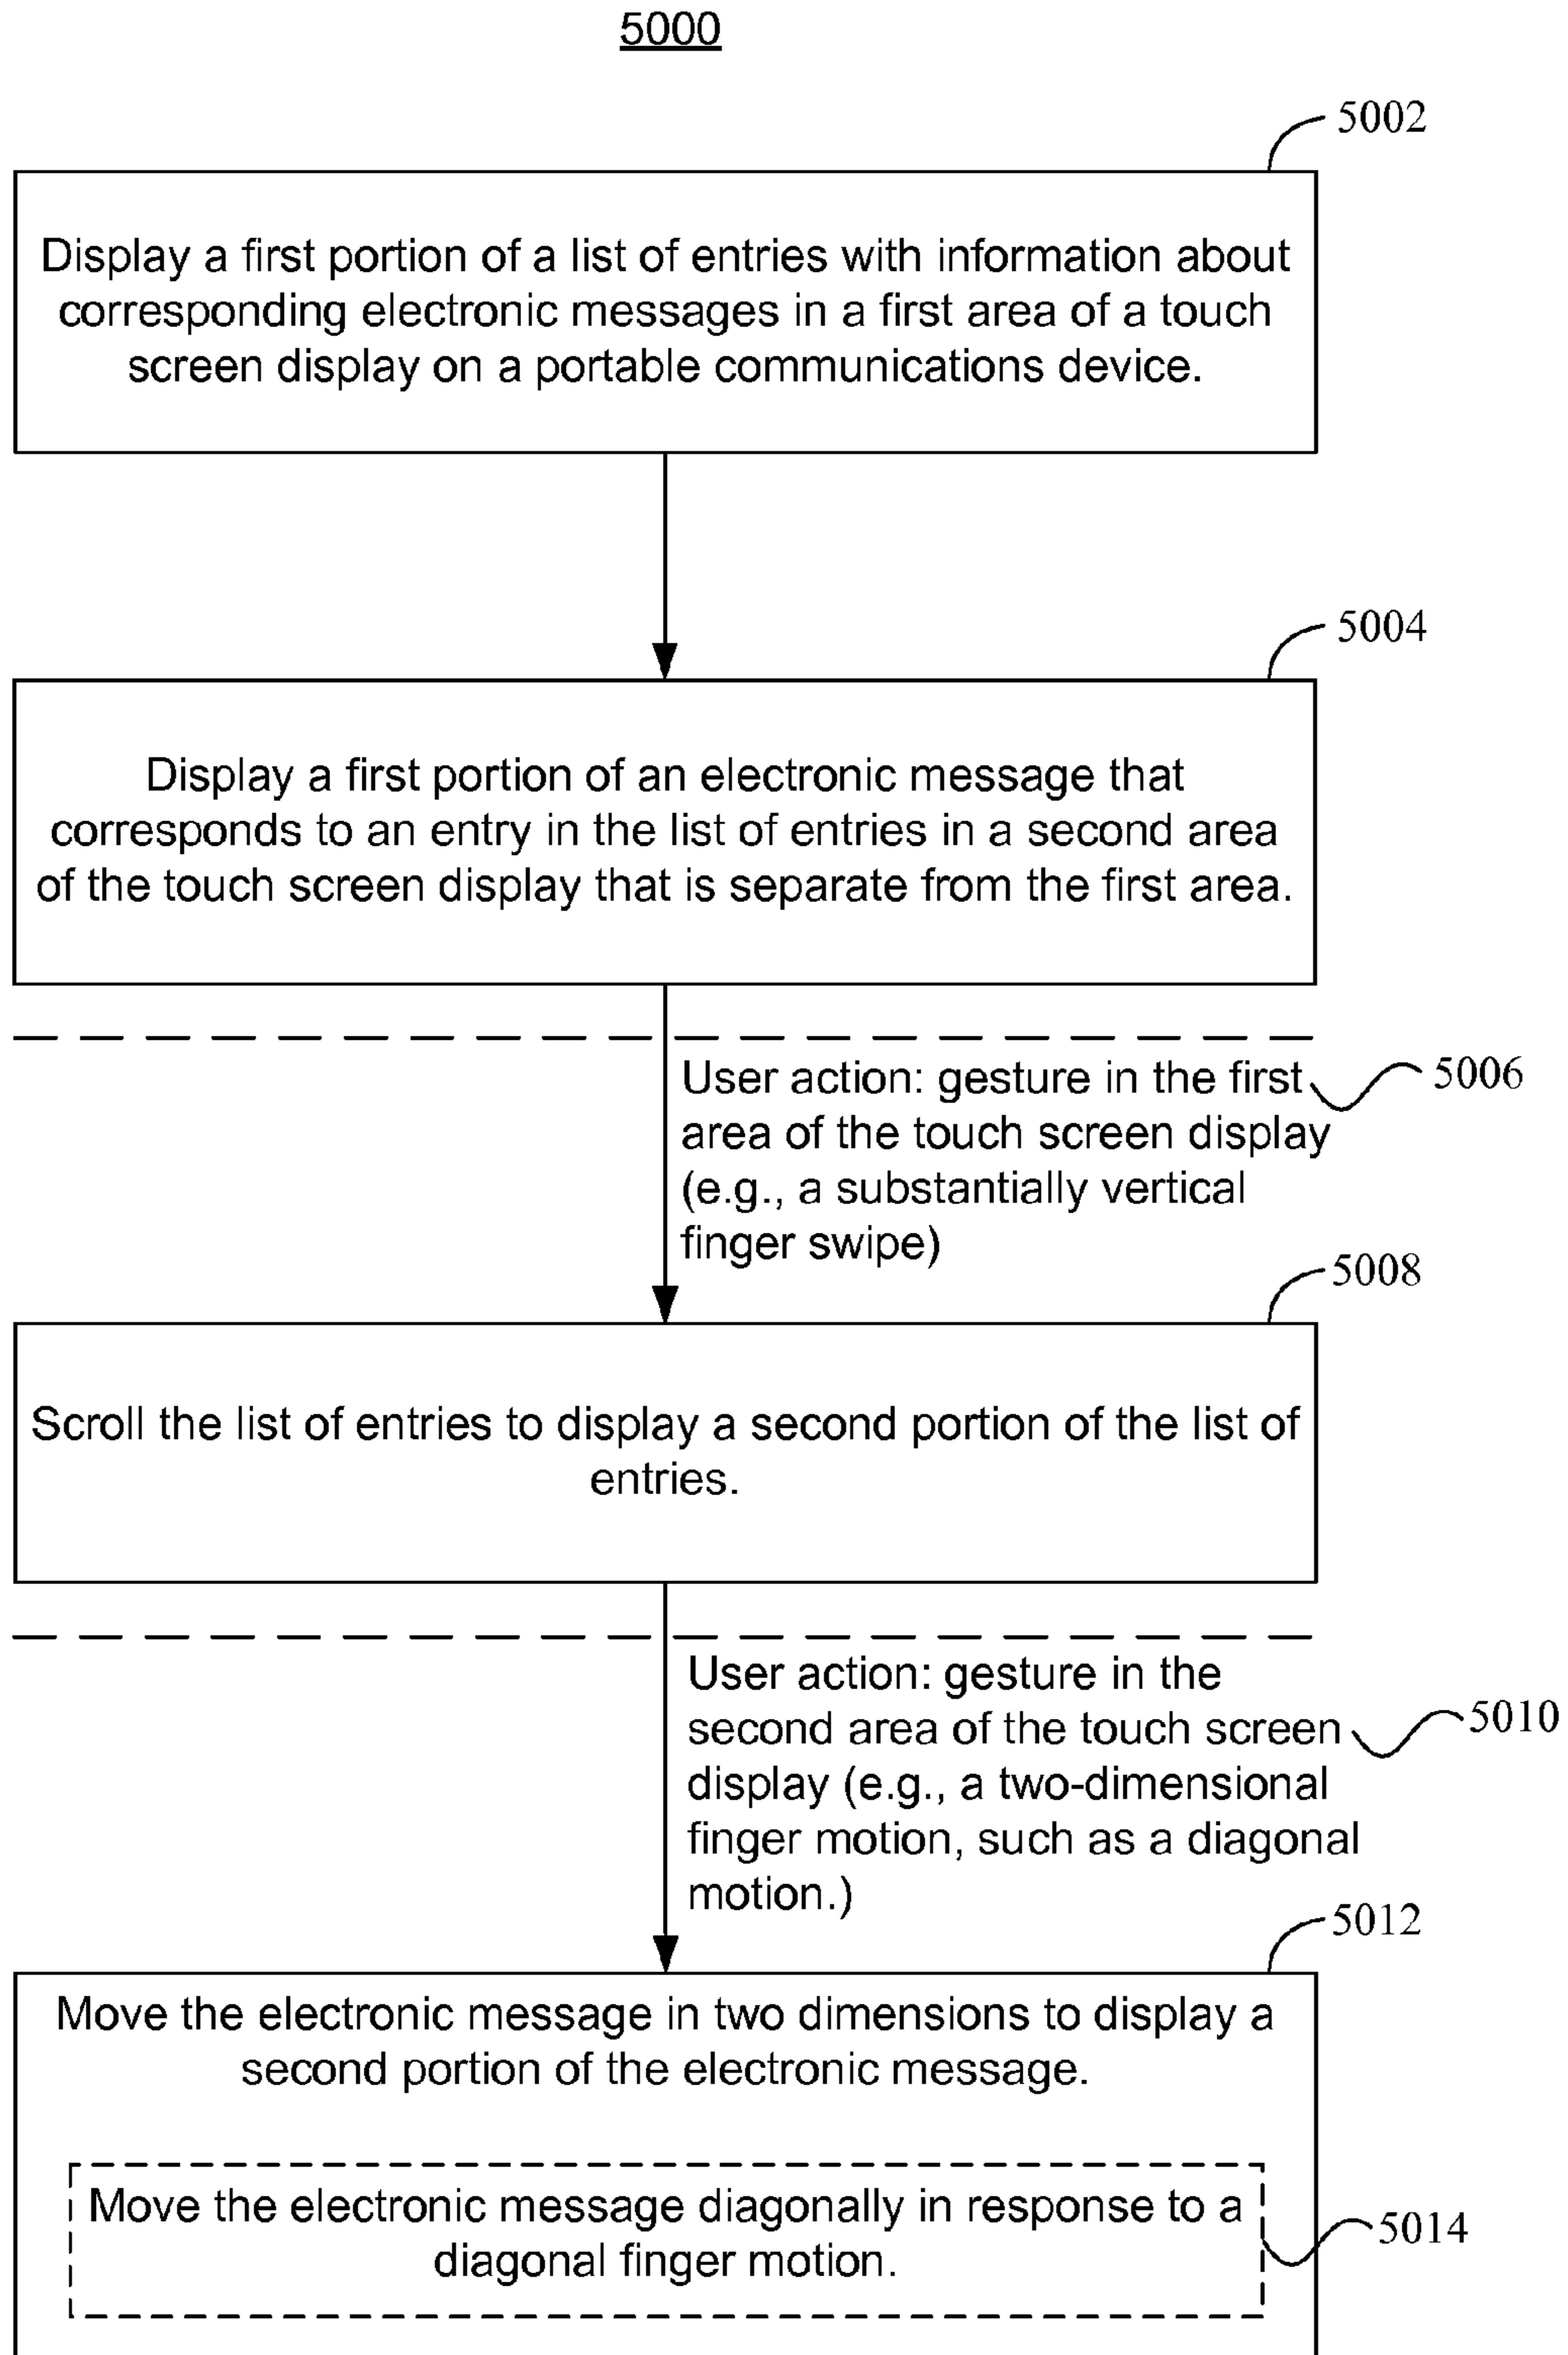 5000
5002
Display a first portion of a list of entries with information about
corresponding electronic messages in a first area of a touch
screen display on a portable communications device.
5004
Display a first portion of an electronic message that
corresponds to an entry in the list of entries in a second area
of the touch screen display that is separate from the first area.
User action: gesture in the first
5006
area of the touch screen display
(e.g., a substantially vertical
finger swipe)
5008
Scroll the list of entries to display a second portion of the list of
entries.
User action: gesture in the
second area of the touch screen
5010
display (e.g., a two-dimensional
finger motion, such as a diagonal
motion.)
5012
Move the electronic message in two dimensions to display a
second portion of the electronic message.
Move the electronic message diagonally in response to a
diagonal finger motion.
5014